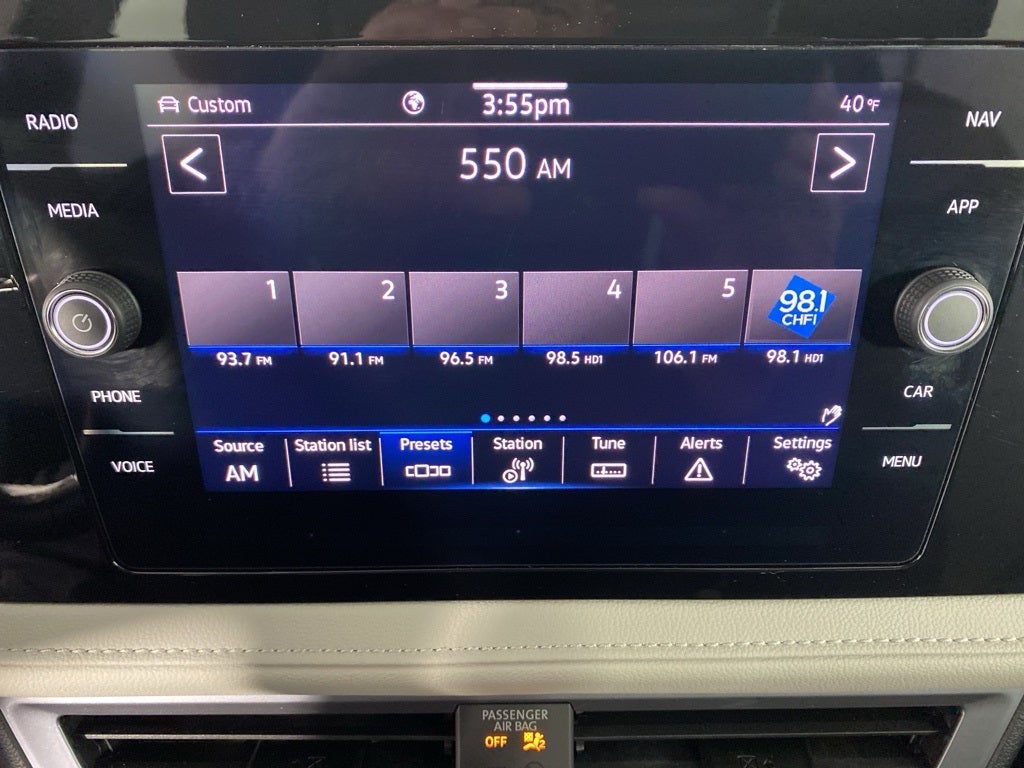 RADIO
MEDIA
PHONE
VOICE
Custom 3:55pm 40 °F
550 AM
1 2 3 4 5 98.1
CHFI
93.7 FM 91.1 FM 96.5 FM 98.5 HD1 106.1 FM 98.1 HD1
Source Station list Presets Station Tune Alerts Settings
AM
NAV
APP
CAR
MENU
PASSENGER
AIR BAG
OFF